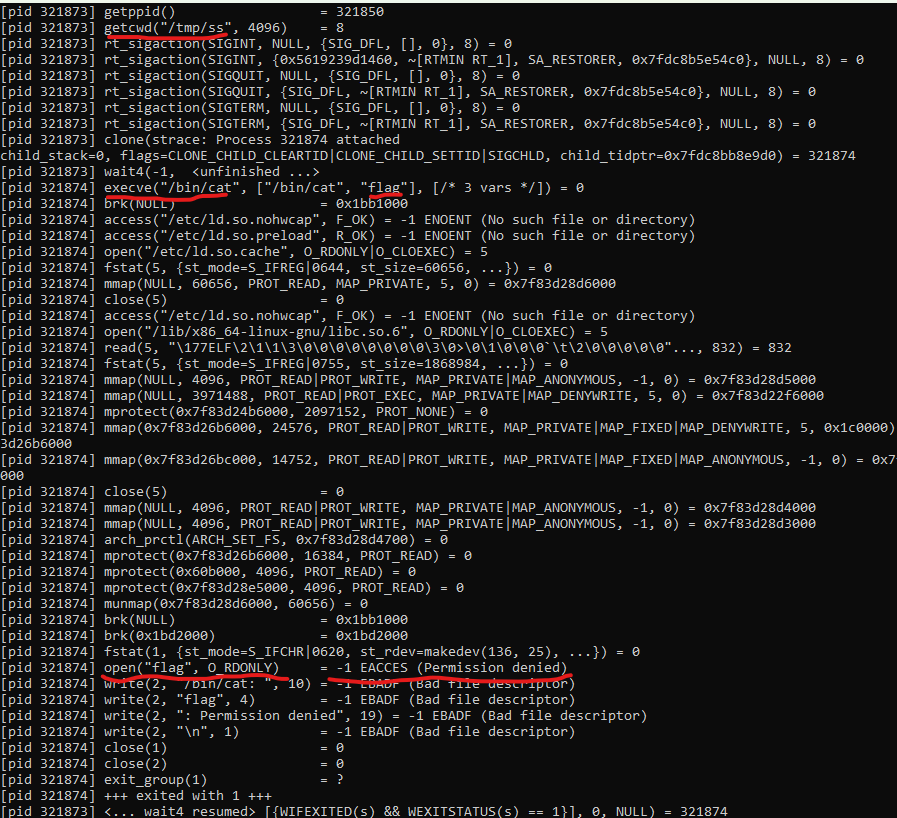 [pid 321873] getppid()                  = 321850
[pid 321873] getcwd("/tmp/ss", 4096)    = 8
[pid 321873] rt_sigaction(SIGINT, NULL, {SIG_DFL, [], 0}, 8) = 0
[pid 321873] rt_sigaction(SIGINT, {0x5619239d1460, ~[RTMIN RT_1], SA_RESTORER, 0x7fdc8b5e54c0}, NULL, 8) = 0
[pid 321873] rt_sigaction(SIGQUIT, NULL, {SIG_DFL, [], 0}, 8) = 0
[pid 321873] rt_sigaction(SIGQUIT, {SIG_DFL, ~[RTMIN RT_1], SA_RESTORER, 0x7fdc8b5e54c0}, NULL, 8) = 0
[pid 321873] rt_sigaction(SIGTERM, NULL, {SIG_DFL, [], 0}, 8) = 0
[pid 321873] rt_sigaction(SIGTERM, {SIG_DFL, ~[RTMIN RT_1], SA_RESTORER, 0x7fdc8b5e54c0}, NULL, 8) = 0
[pid 321873] clone(strace: Process 321874 attached
child_stack=0, flags=CLONE_CHILD_CLEARTID|CLONE_CHILD_SETTID|SIGCHLD, child_tidptr=0x7fdc8bb8e9d0) = 321874
[pid 321873] wait4(-1,  <unfinished ...>
[pid 321874] execve("/bin/cat", ["/bin/cat", "flag"], [/* 3 vars */]) = 0
[pid 321874] brk(NULL)                  = 0x1bb1000
[pid 321874] access("/etc/ld.so.nohwcap", F_OK) = -1 ENOENT (No such file or directory)
[pid 321874] access("/etc/ld.so.preload", R_OK) = -1 ENOENT (No such file or directory)
[pid 321874] open("/etc/ld.so.cache", O_RDONLY|O_CLOEXEC) = 5
[pid 321874] fstat(5, {st_mode=S_IFREG|0644, st_size=60656, ...}) = 0
[pid 321874] mmap(NULL, 60656, PROT_READ, MAP_PRIVATE, 5, 0) = 0x7f83d28d6000
[pid 321874] close(5)                   = 0
[pid 321874] access("/etc/ld.so.nohwcap", F_OK) = -1 ENOENT (No such file or directory)
[pid 321874] open("/lib/x86_64-linux-gnu/libc.so.6", O_RDONLY|O_CLOEXEC) = 5
[pid 321874] read(5, "\177ELF\2\1\1\3\0\0\0\0\0\0\0\0\3\0>\0\1\0\0\0`\t\2\0\0\0\0\0"..., 832) = 832
[pid 321874] fstat(5, {st_mode=S_IFREG|0755, st_size=1868984, ...}) = 0
[pid 321874] mmap(NULL, 4096, PROT_READ|PROT_WRITE, MAP_PRIVATE|MAP_ANONYMOUS, -1, 0) = 0x7f83d28d5000
[pid 321874] mmap(NULL, 3971488, PROT_READ|PROT_EXEC, MAP_PRIVATE|MAP_DENYWRITE, 5, 0) = 0x7f83d22f6000
[pid 321874] mprotect(0x7f83d24b6000, 2097152, PROT_NONE) = 0
[pid 321874] mmap(0x7f83d26b6000, 24576, PROT_READ|PROT_WRITE, MAP_PRIVATE|MAP_FIXED|MAP_DENYWRITE, 5, 0x1c0000)
3d26b6000
[pid 321874] mmap(0x7f83d26bc000, 14752, PROT_READ|PROT_WRITE, MAP_PRIVATE|MAP_FIXED|MAP_ANONYMOUS, -1, 0) = 0x7
000
[pid 321874] close(5)                   = 0
[pid 321874] mmap(NULL, 4096, PROT_READ|PROT_WRITE, MAP_PRIVATE|MAP_ANONYMOUS, -1, 0) = 0x7f83d28d4000
[pid 321874] mmap(NULL, 4096, PROT_READ|PROT_WRITE, MAP_PRIVATE|MAP_ANONYMOUS, -1, 0) = 0x7f83d28d3000
[pid 321874] arch_prctl(ARCH_SET_FS, 0x7f83d28d4700) = 0
[pid 321874] mprotect(0x7f83d26b6000, 16384, PROT_READ) = 0
[pid 321874] mprotect(0x60b000, 4096, PROT_READ) = 0
[pid 321874] mprotect(0x7f83d28e5000, 4096, PROT_READ) = 0
[pid 321874] munmap(0x7f83d28d6000, 60656) = 0
[pid 321874] brk(NULL)                  = 0x1bb1000
[pid 321874] brk(0x1bd2000)             = 0x1bd2000
[pid 321874] fstat(1, {st_mode=S_IFCHR|0620, st_rdev=makedev(136, 25), ...}) = 0
[pid 321874] open("flag", O_RDONLY)     = -1 EACCES (Permission denied)
[pid 321874] write(2, "/bin/cat: ", 10) = -1 EBADF (Bad file descriptor)
[pid 321874] write(2, "flag", 4)        = -1 EBADF (Bad file descriptor)
[pid 321874] write(2, ": Permission denied", 19) = -1 EBADF (Bad file descriptor)
[pid 321874] write(2, "\n", 1)          = -1 EBADF (Bad file descriptor)
[pid 321874] close(1)                   = 0
[pid 321874] close(2)                   = 0
[pid 321874] exit_group(1)              = ?
[pid 321874] +++ exited with 1 +++
[pid 321873] <... wait4 resumed> [{WIFEXITED(s) && WEXITSTATUS(s) == 1}], 0, NULL) = 321874